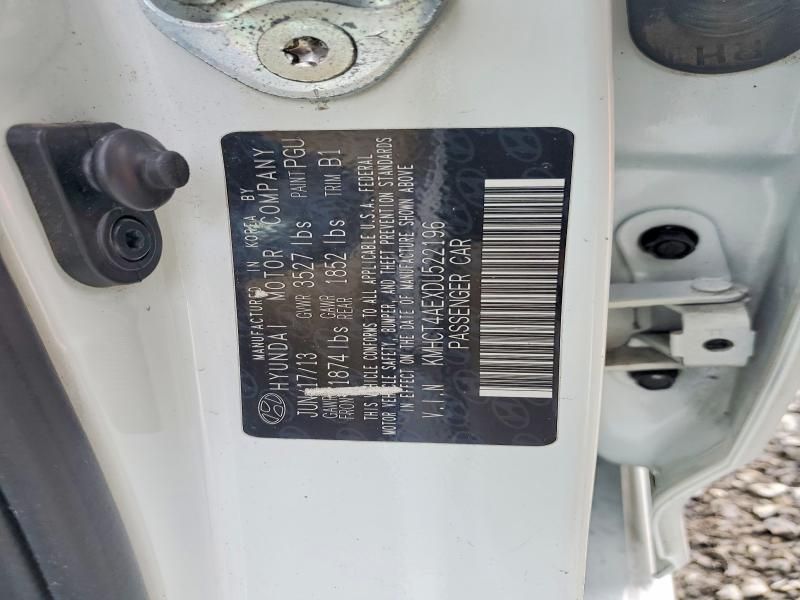 MANUFACTURED IN KOREA BY
HYUNDAI MOTOR COMPANY
JUN/17/13 GVWR 3527 lbs PAINT PGU
GAWR FRONT 1874 lbs GAWR REAR 1852 lbs TRIM B1
THIS VEHICLE CONFORMS TO ALL APPLICABLE U.S.A. FEDERAL
MOTOR VEHICLE SAFETY, BUMPER, AND THEFT PREVENTION STANDARDS
IN EFFECT ON THE DATE OF MANUFACTURE SHOWN ABOVE
V.I.N KMHCT4AEXDU522196
PASSENGER CAR
RH